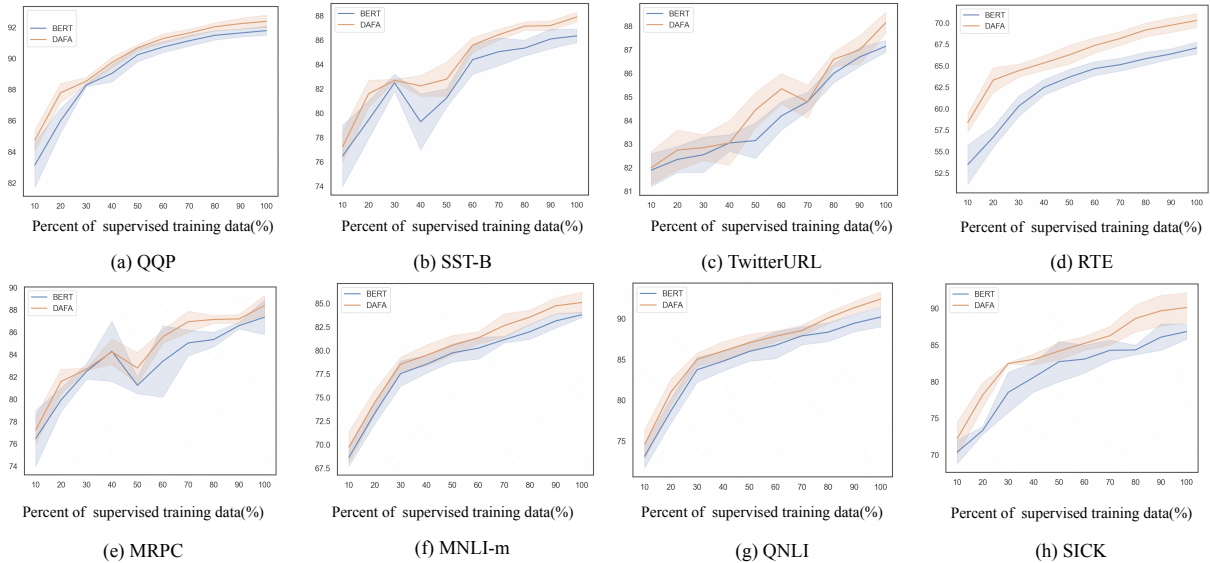 BERT
DAFA
92
90
88
86
84
82
10 20 30 40 50 60 70 80 90 100
Percent of supervised training data(%)
(a) QQP
BERT
DAFA
88
86
84
82
80
78
76
74
10 20 30 40 50 60 70 80 90 100
Percent of supervised training data(%)
(b) SST-B
BERT
DAFA
88
87
86
85
84
83
82
81
10 20 30 40 50 60 70 80 90 100
Percent of supervised training data(%)
(c) TwitterURL
BERT
DAFA
70.0
67.5
65.0
62.5
60.0
57.5
55.0
52.5
10 20 30 40 50 60 70 80 90 100
Percent of supervised training data(%)
(d) RTE
BERT
DAFA
90
88
86
84
82
80
78
76
74
10 20 30 40 50 60 70 80 90 100
Percent of supervised training data(%)
(e) MRPC
BERT
DAFA
85.0
82.5
80.0
77.5
75.0
72.5
70.0
67.5
10 20 30 40 50 60 70 80 90 100
Percent of supervised training data(%)
(f) MNLI-m
BERT
DAFA
90
85
80
75
10 20 30 40 50 60 70 80 90 100
Percent of supervised training data(%)
(g) QNLI
BERT
DAFA
90
85
80
75
70
10 20 30 40 50 60 70 80 90 100
Percent of supervised training data(%)
(h) SICK